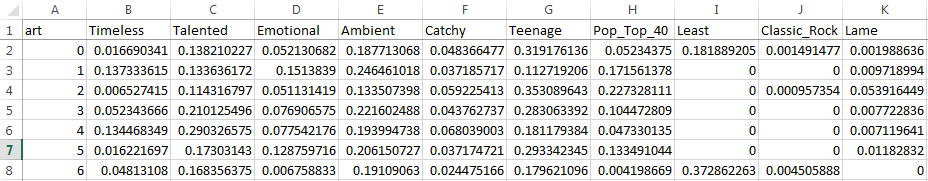 A B C D E F G H I J K
1 art Timeless Talented Emotional Ambient Catchy Teenage Pop_Top_40 Least Classic_Rock Lame
2 0 0.016690341 0.138210227 0.052130682 0.187713068 0.048366477 0.319176136 0.05234375 0.181889205 0.001491477 0.001988636
3 1 0.137333615 0.133636172 0.1513839 0.246461018 0.037185717 0.112719206 0.171561378 0 0 0.009718994
4 2 0.006527415 0.114316797 0.051131419 0.133507398 0.059225413 0.353089643 0.227328111 0 0.000957354 0.053916449
5 3 0.052343666 0.210125496 0.076906575 0.221602488 0.043762737 0.283063392 0.104472809 0 0 0.007722836
6 4 0.134468349 0.290326575 0.077542176 0.193994738 0.068039003 0.181179384 0.047330135 0 0 0.007119641
7 5 0.016221697 0.17303143 0.128759716 0.206150727 0.037174721 0.293342345 0.133491044 0 0 0.01182832
8 6 0.04813108 0.168356375 0.006758833 0.19109063 0.024475166 0.179621096 0.004198669 0.372862263 0.004505888 0